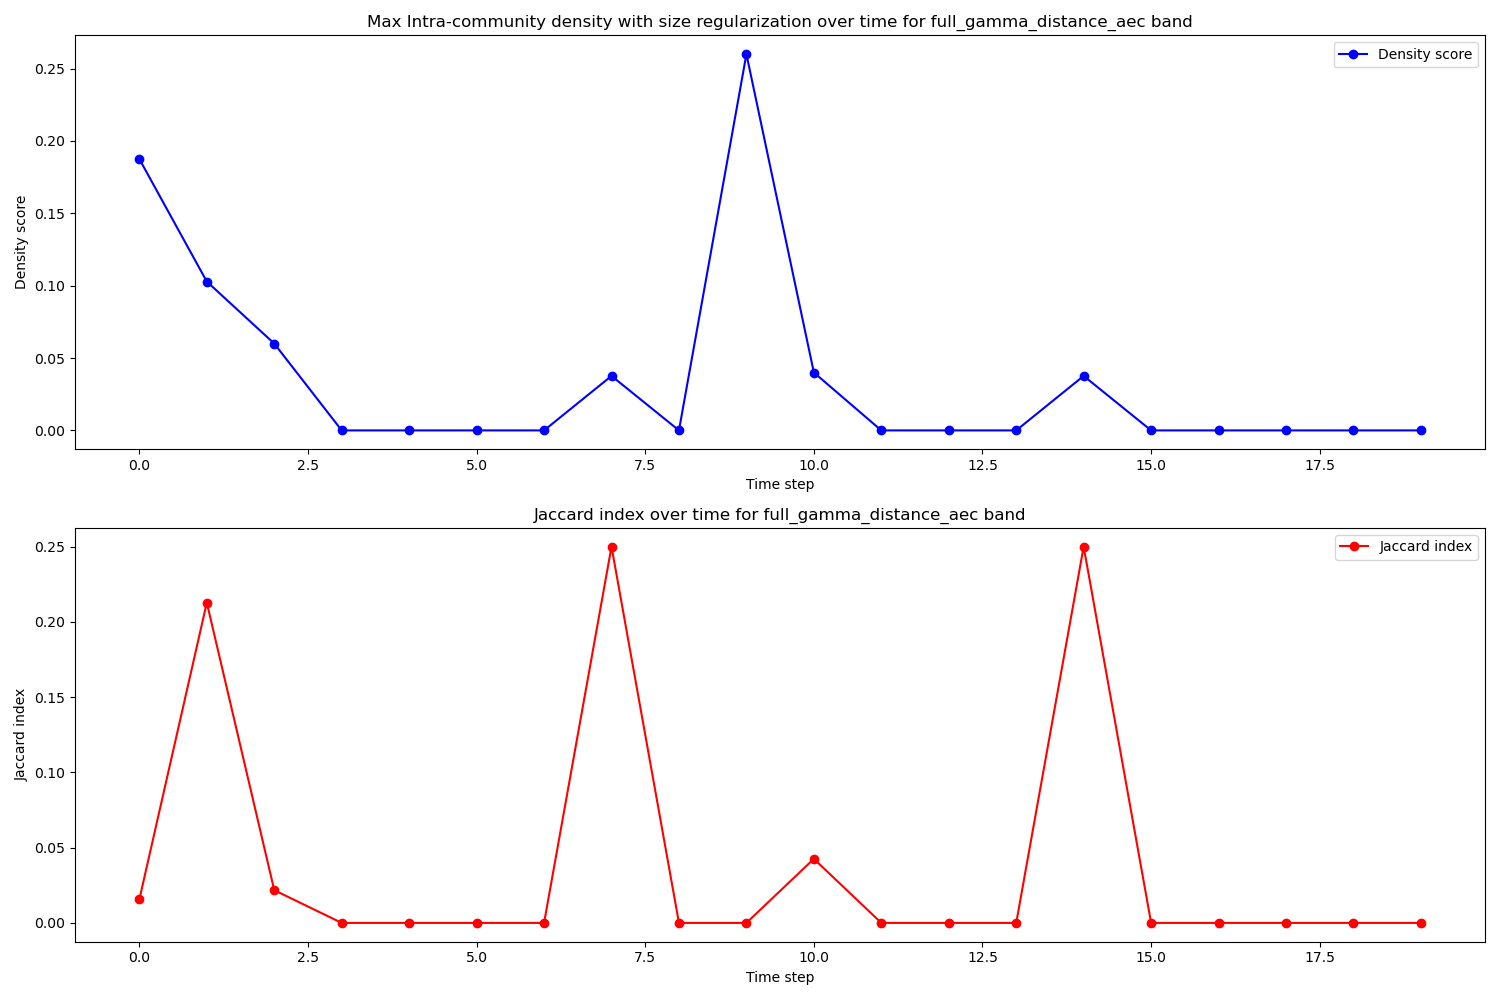 Max Intra-community density with size regularization over time for full_gamma_distance_aec band
Density score
0.25
0.20
0.15
0.10
0.05
0.00
Density score
0.0 2.5 5.0 7.5 10.0 12.5 15.0 17.5
Time step
Jaccard index over time for full_gamma_distance_aec band
Jaccard index
0.25
0.20
0.15
0.10
0.05
0.00
Jaccard index
0.0 2.5 5.0 7.5 10.0 12.5 15.0 17.5
Time step